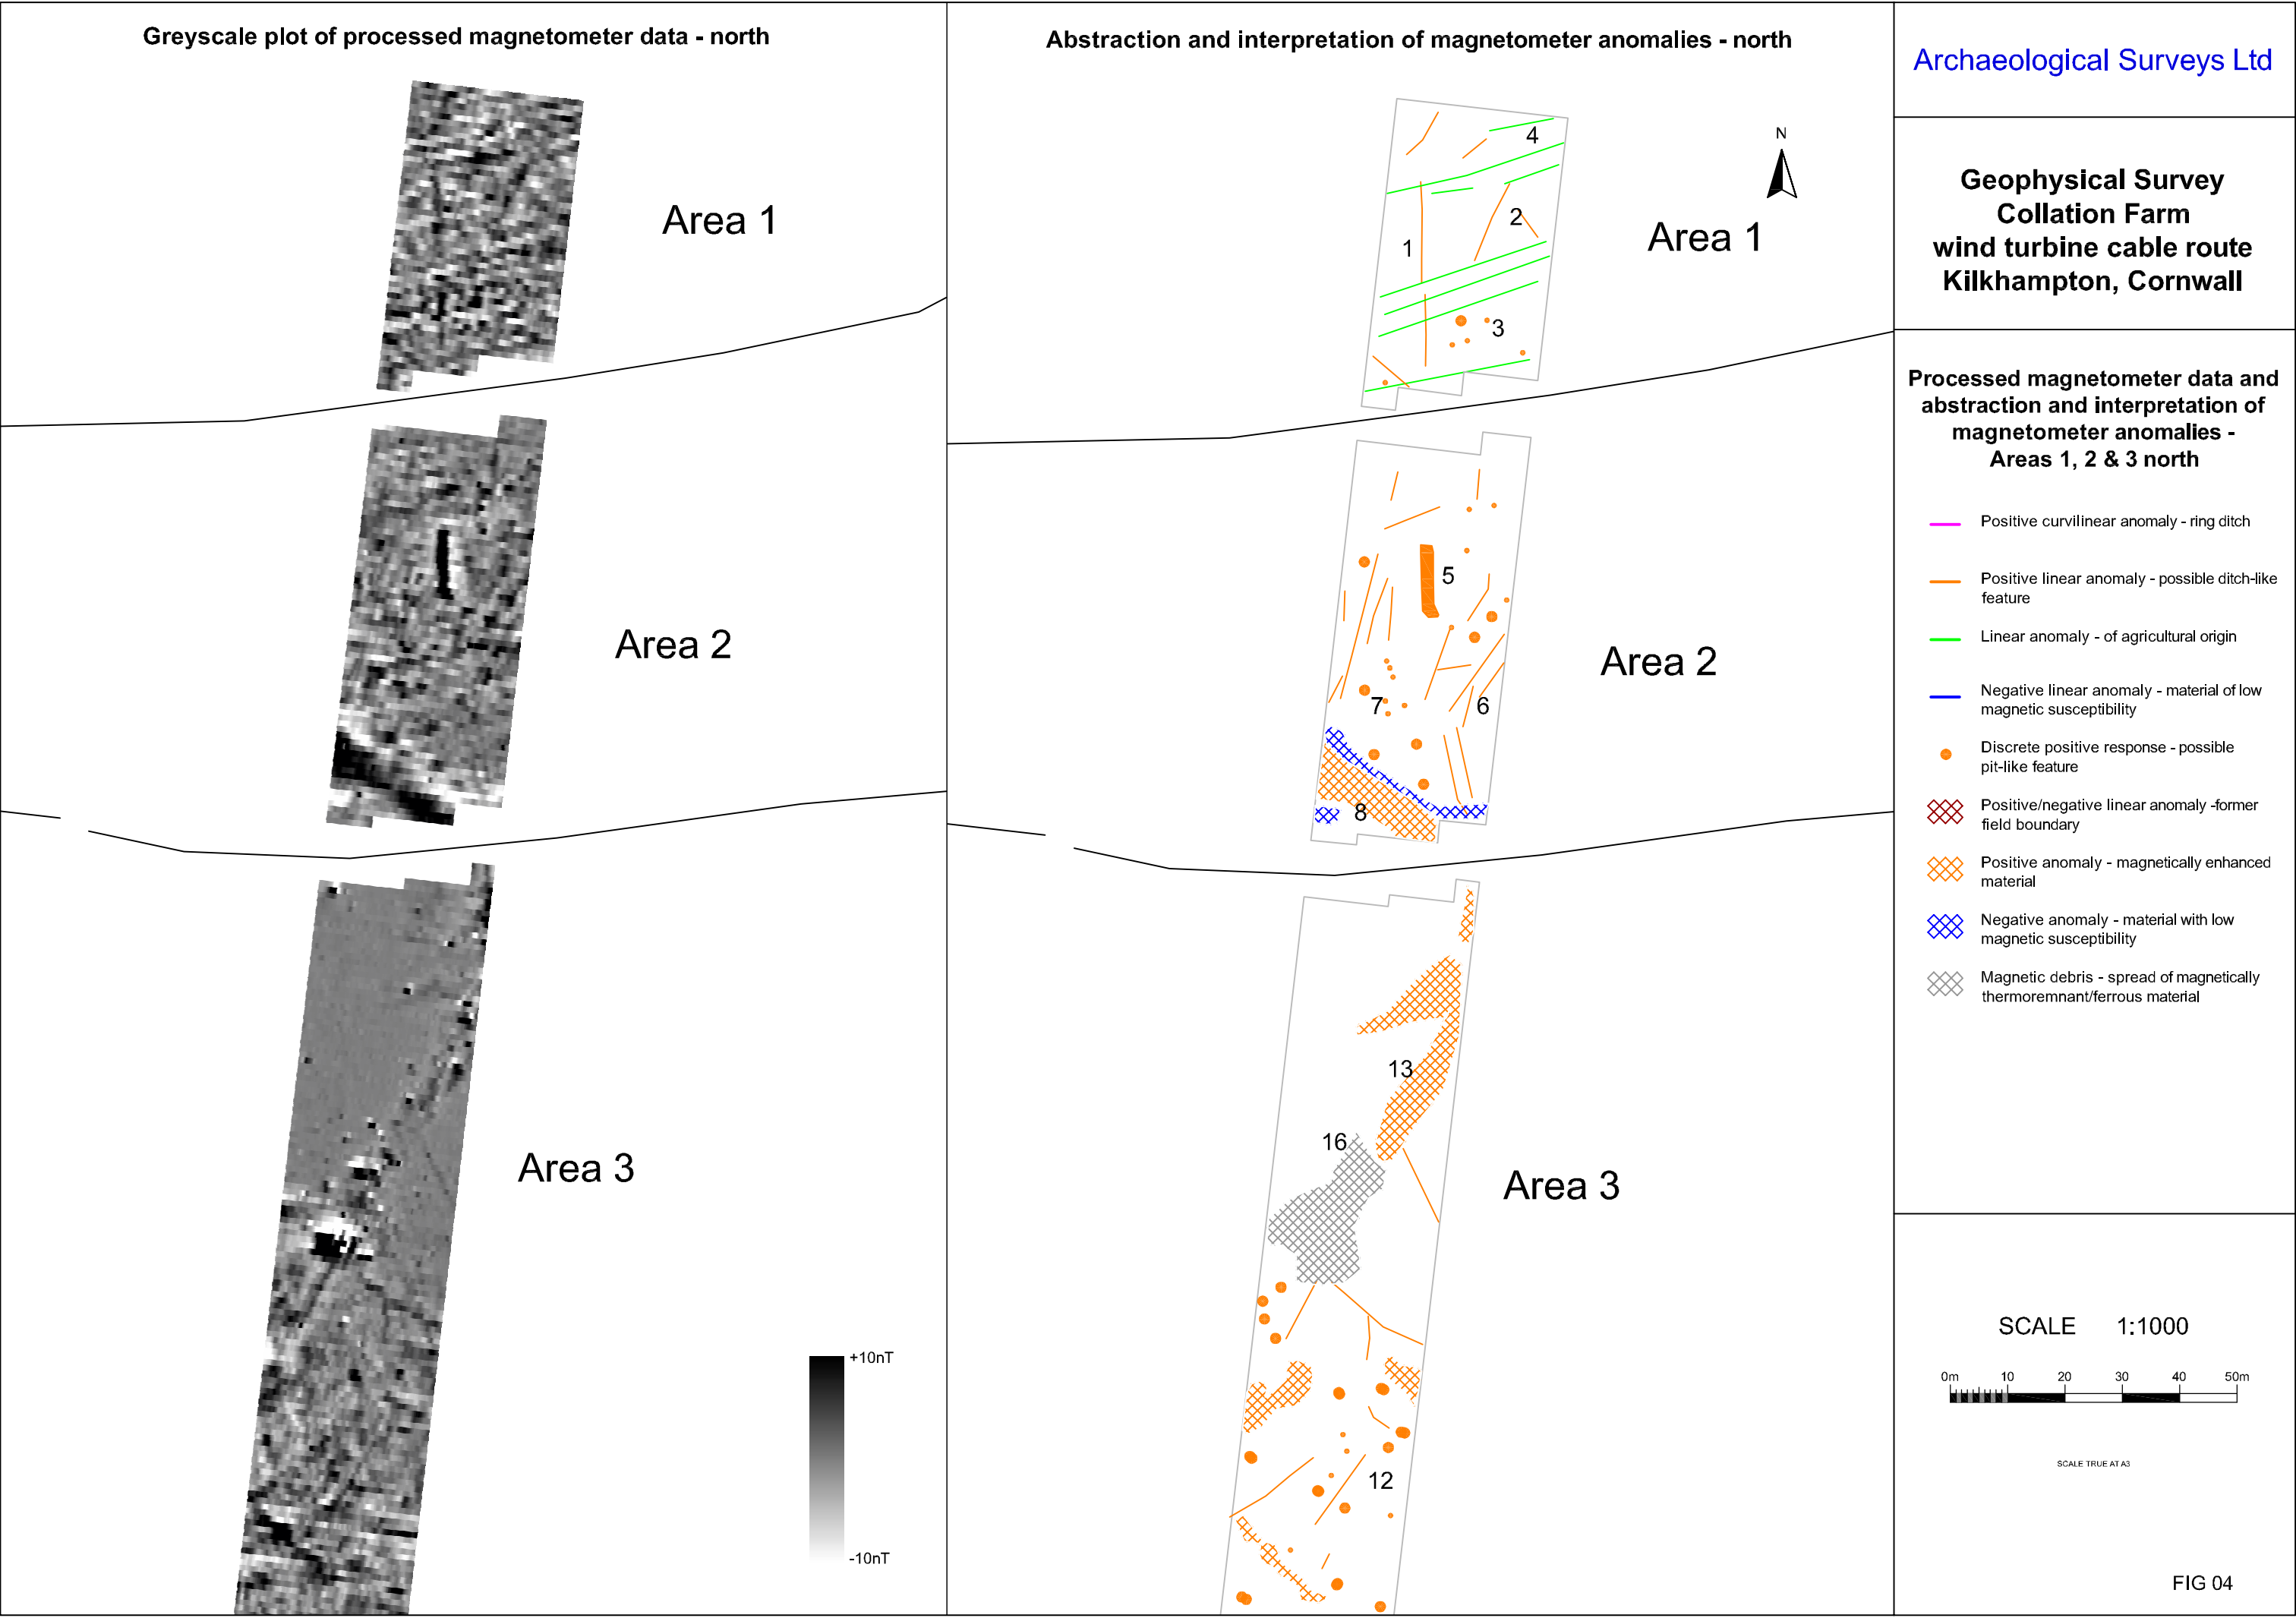 Greyscale plot of processed magnetometer data - north
Area 1
Area 2
Area 3
+10nT
-10nT
Abstraction and interpretation of magnetometer anomalies - north
N
4
2
1
3
Area 1
5
7
6
8
Area 2
13
16
12
Area 3
Archaeological Surveys Ltd
Geophysical Survey
Collation Farm
wind turbine cable route
Kilkhampton, Cornwall
Processed magnetometer data and
abstraction and interpretation of
magnetometer anomalies -
Areas 1, 2 & 3 north
Positive curvilinear anomaly - ring ditch
Positive linear anomaly - possible ditch-like
feature
Linear anomaly - of agricultural origin
Negative linear anomaly - material of low
magnetic susceptibility
Discrete positive response - possible
pit-like feature
Positive/negative linear anomaly -former
field boundary
Positive anomaly - magnetically enhanced
material
Negative anomaly - material with low
magnetic susceptibility
Magnetic debris - spread of magnetically
thermoremnant/ferrous material
SCALE 1:1000
0m 10 20 30 40 50m
SCALE TRUE AT A3
FIG 04